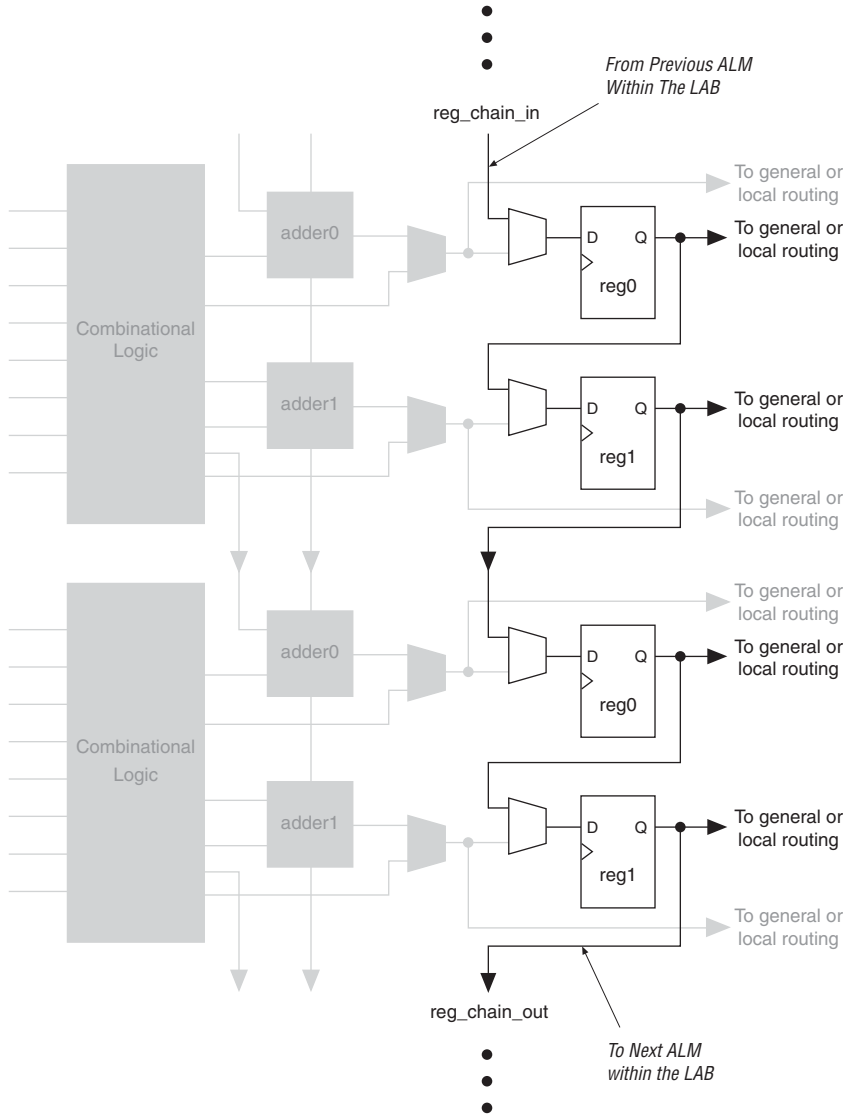 From Previous ALM
Within The LAB
reg_chain_in
To general or
local routing
adder0
To general or
local routing
D Q
reg0
Combinational
Logic
adder1
D Q
To general or
local routing
reg1
To general or
local routing
To general or
local routing
adder0
D Q
To general or
local routing
reg0
Combinational
Logic
adder1
D Q
To general or
local routing
reg1
To general or
local routing
reg_chain_out
To Next ALM
within the LAB